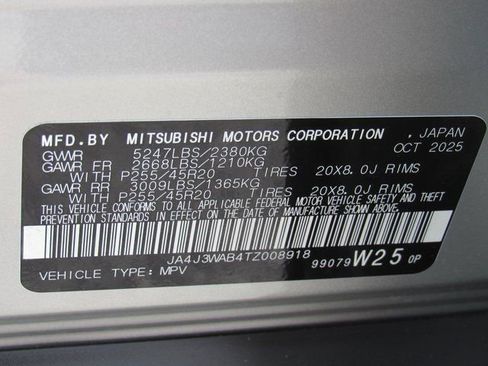 MFD.BY MITSUBISHI MOTORS CORPORATION , JAPAN
OCT 2025
GVWR 5247LBS/2380KG
GAWR FR 2668LBS/1210KG
WITH P255/45R20 TIRES 20X8.0J RIMS
GAWR RR 3009LBS/1365KG
WITH P255/45R20 TIRES 20X8.0J RIMS
THIS VEHICLE CONFORMS TO ALL APPLICABLE FEDERAL MOTOR VEHICLE SAFETY AND THEFT
PREVENTION STANDARDS IN EFFECT ON THE DATE OF MANUFACTURE SHOWN ABOVE.
JA4J3WAB4TZ008918
VEHICLE TYPE: MPV 99079 W25 0P